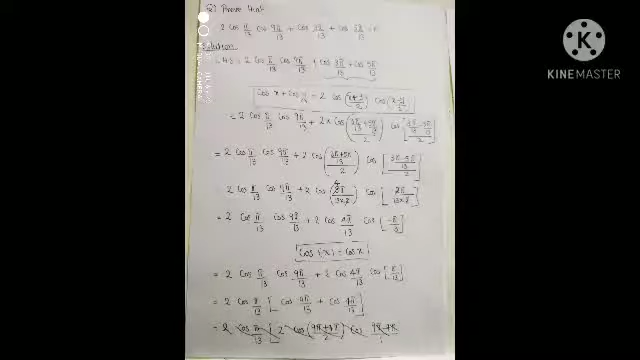 Q) Prove that
2 cos π/13 cos 9π/13 + cos 3π/13 + cos 5π/13 = 0
Solution
L.H.S = 2 cos π/13 cos 9π/13 + cos 3π/13 + cos 5π/13
cos x + cos y = 2 cos (x+y/2) cos (x-y/2)
= 2 cos π/13 cos 9π/13 + 2x cos (3π/13 + 5π/13 / 2) cos [3π/13 - 5π/13 / 2]
= 2 cos π/13 cos 9π/13 + 2 cos (3π+5π/13 / 2) cos [3π-5π/13 / 2]
2 cos π/13 cos 9π/13 + 2 cos (8π/13×2) cos [-2π/13×2]
= 2 cos π/13 cos 9π/13 + 2 cos 4π/13 cos [-π/13]
cos (-x) = cos x
= 2 cos π/13 cos 9π/13 + 2 cos 4π/13 cos [π/13]
= 2 cos π/13 [cos 9π/13 + cos 4π/13]
KINEMASTER